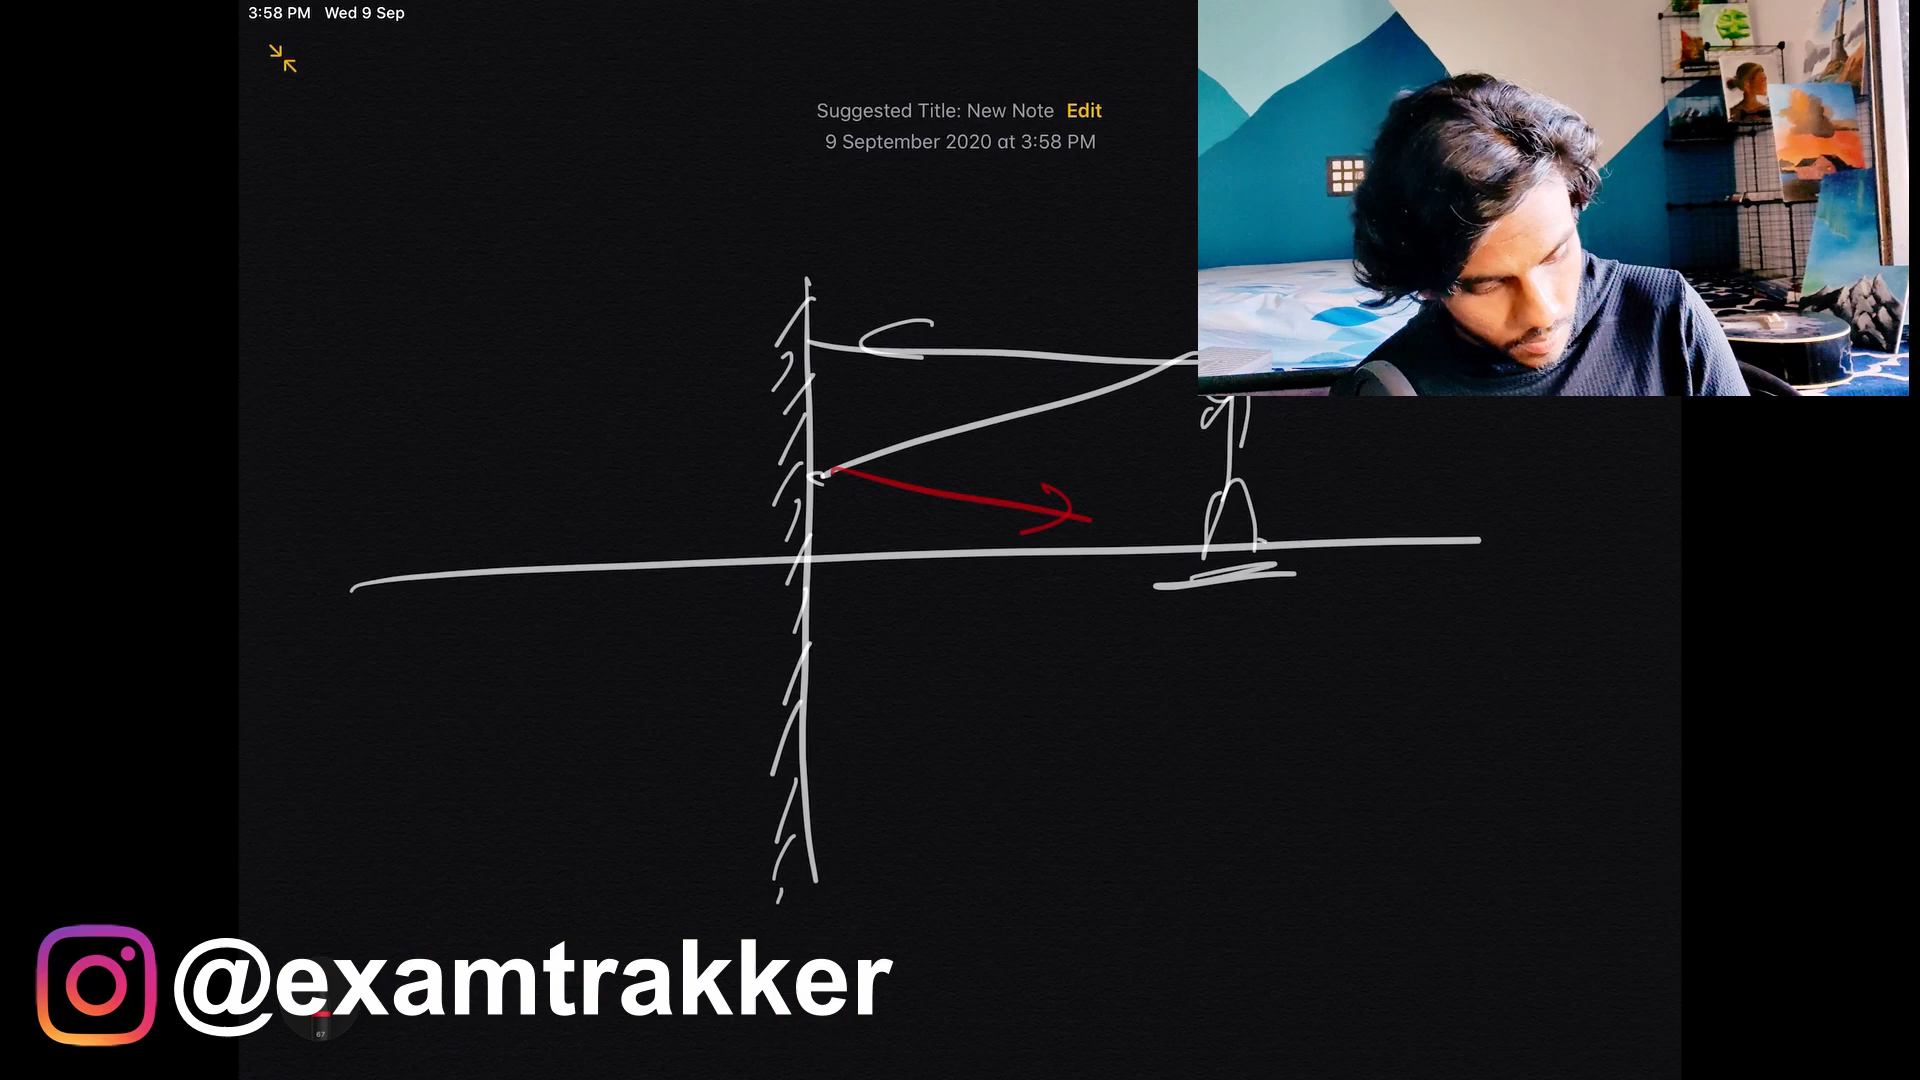 3:58 PM Wed 9 Sep
Suggested Title: New Note Edit
9 September 2020 at 3:58 PM
@examtrakker
67